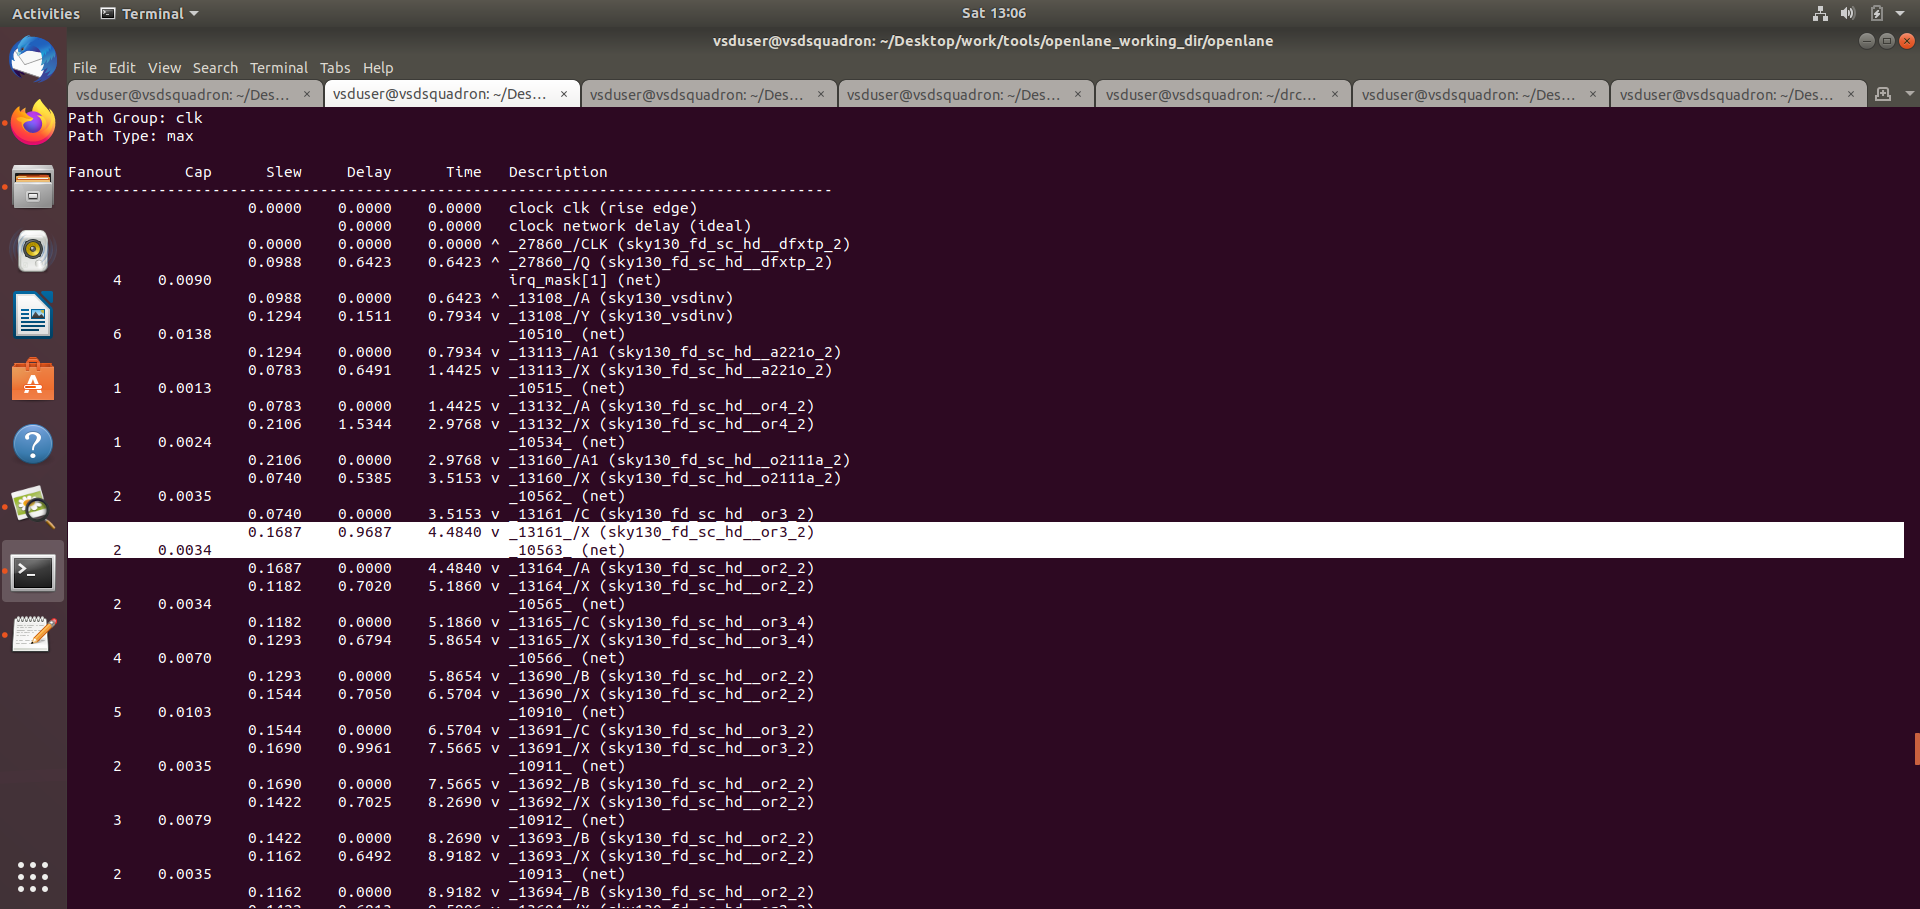 Activities Terminal Sat 13:06
vsduser@vsdsquadron: ~/Desktop/work/tools/openlane_working_dir/openlane
File Edit View Search Terminal Tabs Help
vsduser@vsdsquadron: ~/Des... × vsduser@vsdsquadron: ~/Des... × vsduser@vsdsquadron: ~/Des... × vsduser@vsdsquadron: ~/Des... × vsduser@vsdsquadron: ~/drc... × vsduser@vsdsquadron: ~/Des... × vsduser@vsdsquadron: ~/Des... ×
Path Group: clk
Path Type: max
Fanout Cap Slew Delay Time Description
-------------------------------------------------------------------------------------
0.0000 0.0000 0.0000 clock clk (rise edge)
0.0000 0.0000 clock network delay (ideal)
0.0000 0.0000 0.0000 ^ _27860_/CLK (sky130_fd_sc_hd__dfxtp_2)
0.0988 0.6423 0.6423 ^ _27860_/Q (sky130_fd_sc_hd__dfxtp_2)
4 0.0090 irq_mask[1] (net)
0.0988 0.0000 0.6423 ^ _13108_/A (sky130_vsdinv)
0.1294 0.1511 0.7934 v _13108_/Y (sky130_vsdinv)
6 0.0138 _10510_ (net)
0.1294 0.0000 0.7934 v _13113_/A1 (sky130_fd_sc_hd__a221o_2)
0.0783 0.6491 1.4425 v _13113_/X (sky130_fd_sc_hd__a221o_2)
1 0.0013 _10515_ (net)
0.0783 0.0000 1.4425 v _13132_/A (sky130_fd_sc_hd__or4_2)
0.2106 1.5344 2.9768 v _13132_/X (sky130_fd_sc_hd__or4_2)
1 0.0024 _10534_ (net)
0.2106 0.0000 2.9768 v _13160_/A1 (sky130_fd_sc_hd__o2111a_2)
0.0740 0.5385 3.5153 v _13160_/X (sky130_fd_sc_hd__o2111a_2)
2 0.0035 _10562_ (net)
0.0740 0.0000 3.5153 v _13161_/C (sky130_fd_sc_hd__or3_2)
0.1687 0.9687 4.4840 v _13161_/X (sky130_fd_sc_hd__or3_2)
2 0.0034 _10563_ (net)
0.1687 0.0000 4.4840 v _13164_/A (sky130_fd_sc_hd__or2_2)
0.1182 0.7020 5.1860 v _13164_/X (sky130_fd_sc_hd__or2_2)
2 0.0034 _10565_ (net)
0.1182 0.0000 5.1860 v _13165_/C (sky130_fd_sc_hd__or3_4)
0.1293 0.6794 5.8654 v _13165_/X (sky130_fd_sc_hd__or3_4)
4 0.0070 _10566_ (net)
0.1293 0.0000 5.8654 v _13690_/B (sky130_fd_sc_hd__or2_2)
0.1544 0.7050 6.5704 v _13690_/X (sky130_fd_sc_hd__or2_2)
5 0.0103 _10910_ (net)
0.1544 0.0000 6.5704 v _13691_/C (sky130_fd_sc_hd__or3_2)
0.1690 0.9961 7.5665 v _13691_/X (sky130_fd_sc_hd__or3_2)
2 0.0035 _10911_ (net)
0.1690 0.0000 7.5665 v _13692_/B (sky130_fd_sc_hd__or2_2)
0.1422 0.7025 8.2690 v _13692_/X (sky130_fd_sc_hd__or2_2)
3 0.0079 _10912_ (net)
0.1422 0.0000 8.2690 v _13693_/B (sky130_fd_sc_hd__or2_2)
0.1162 0.6492 8.9182 v _13693_/X (sky130_fd_sc_hd__or2_2)
2 0.0035 _10913_ (net)
0.1162 0.0000 8.9182 v _13694_/B (sky130_fd_sc_hd__or2_2)